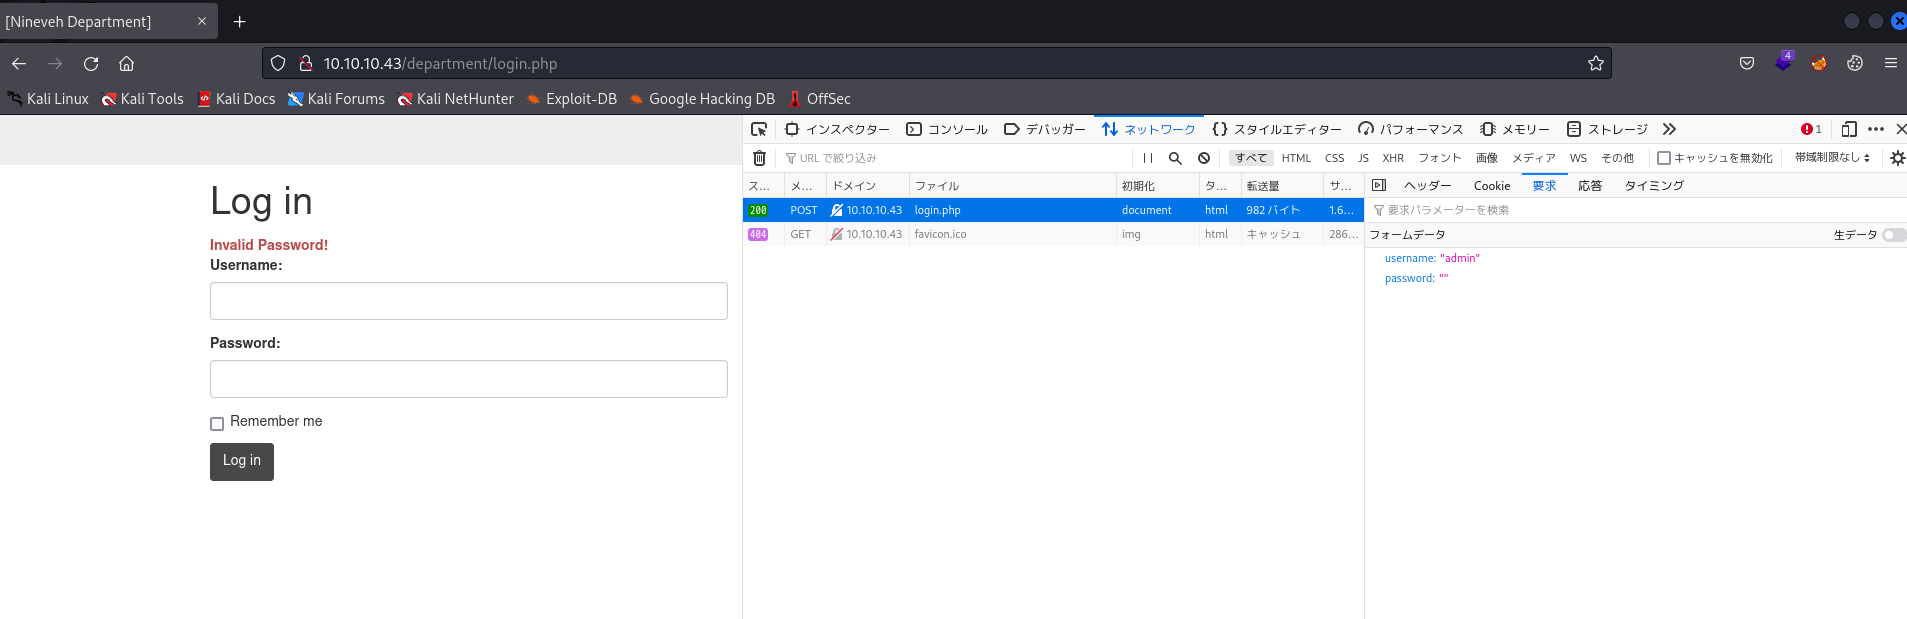 [Nineveh Department]
10.10.10.43/department/login.php
4
Kali Linux Kali Tools Kali Docs Kali Forums Kali NetHunter Exploit-DB Google Hacking DB OffSec
インスペクター コンソール デバッガー ネットワーク スタイルエディター パフォーマンス メモリー ストレージ 1
URL で絞り込み すべて HTML CSS JS XHR フォント 画像 メディア WS その他 キャッシュを無効化 帯域制限なし
ス... メ... ドメイン ファイル 初期化 タ... 転送量 サ... ヘッダー Cookie 要求 応答 タイミング
200 POST 10.10.10.43 login.php document html 982 バイト 1.6...
404 GET 10.10.10.43 favicon.ico img html キャッシュ 286...
要求パラメーターを検索
フォームデータ 生データ
username: "admin"
password: ""
Log in
Invalid Password!
Username:
Password:
Remember me
Log in